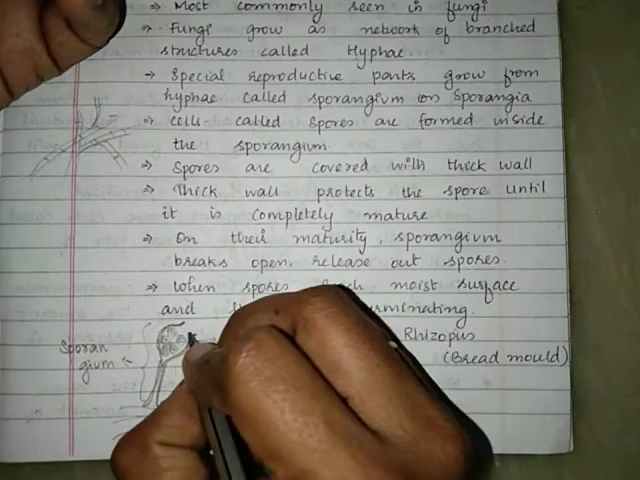 → Most commonly seen in fungi
→ Fungi grow as network of branched
structures called Hyphae.
→ Special reproductive parts grow from
hyphae called sporangium or Sporangia
→ cells called Spores are formed inside
the sporangium
→ Spores are covered with thick wall
→ Thick wall protects the spore until
it is completely mature
→ On their maturity, sporangium
breaks open, release out spores.
→ When spores moist surface
and germinating.
Rhizopus
(Bread mould)
Sporan
gium